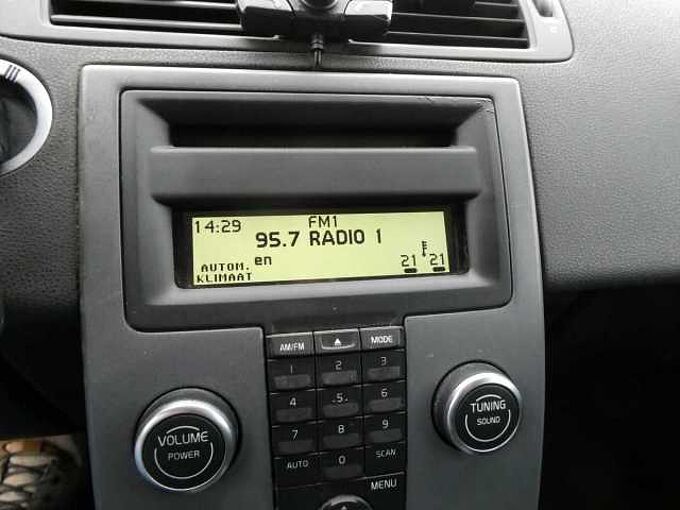 FM1
14:29
95.7 RADIO 1
en
AUTOM.
KLIMAAT
21 21
AM/FM MODE
1 2 3
4 .5. 6
7 8 9
AUTO 0 SCAN
MENU
VOLUME
POWER
TUNING
SOUND